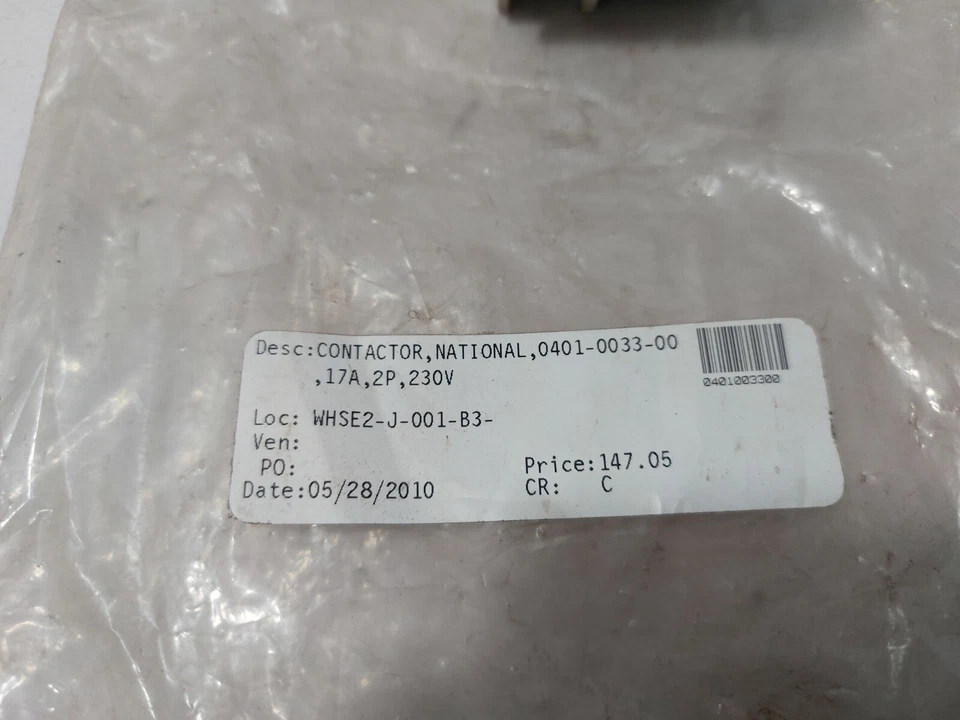 Desc:CONTACTOR,NATIONAL,0401-0033-00
,17A,2P,230V
0401003300
Loc: WHSE2-J-001-B3-
Ven:
PO:
Price:147.05
Date:05/28/2010
CR: C